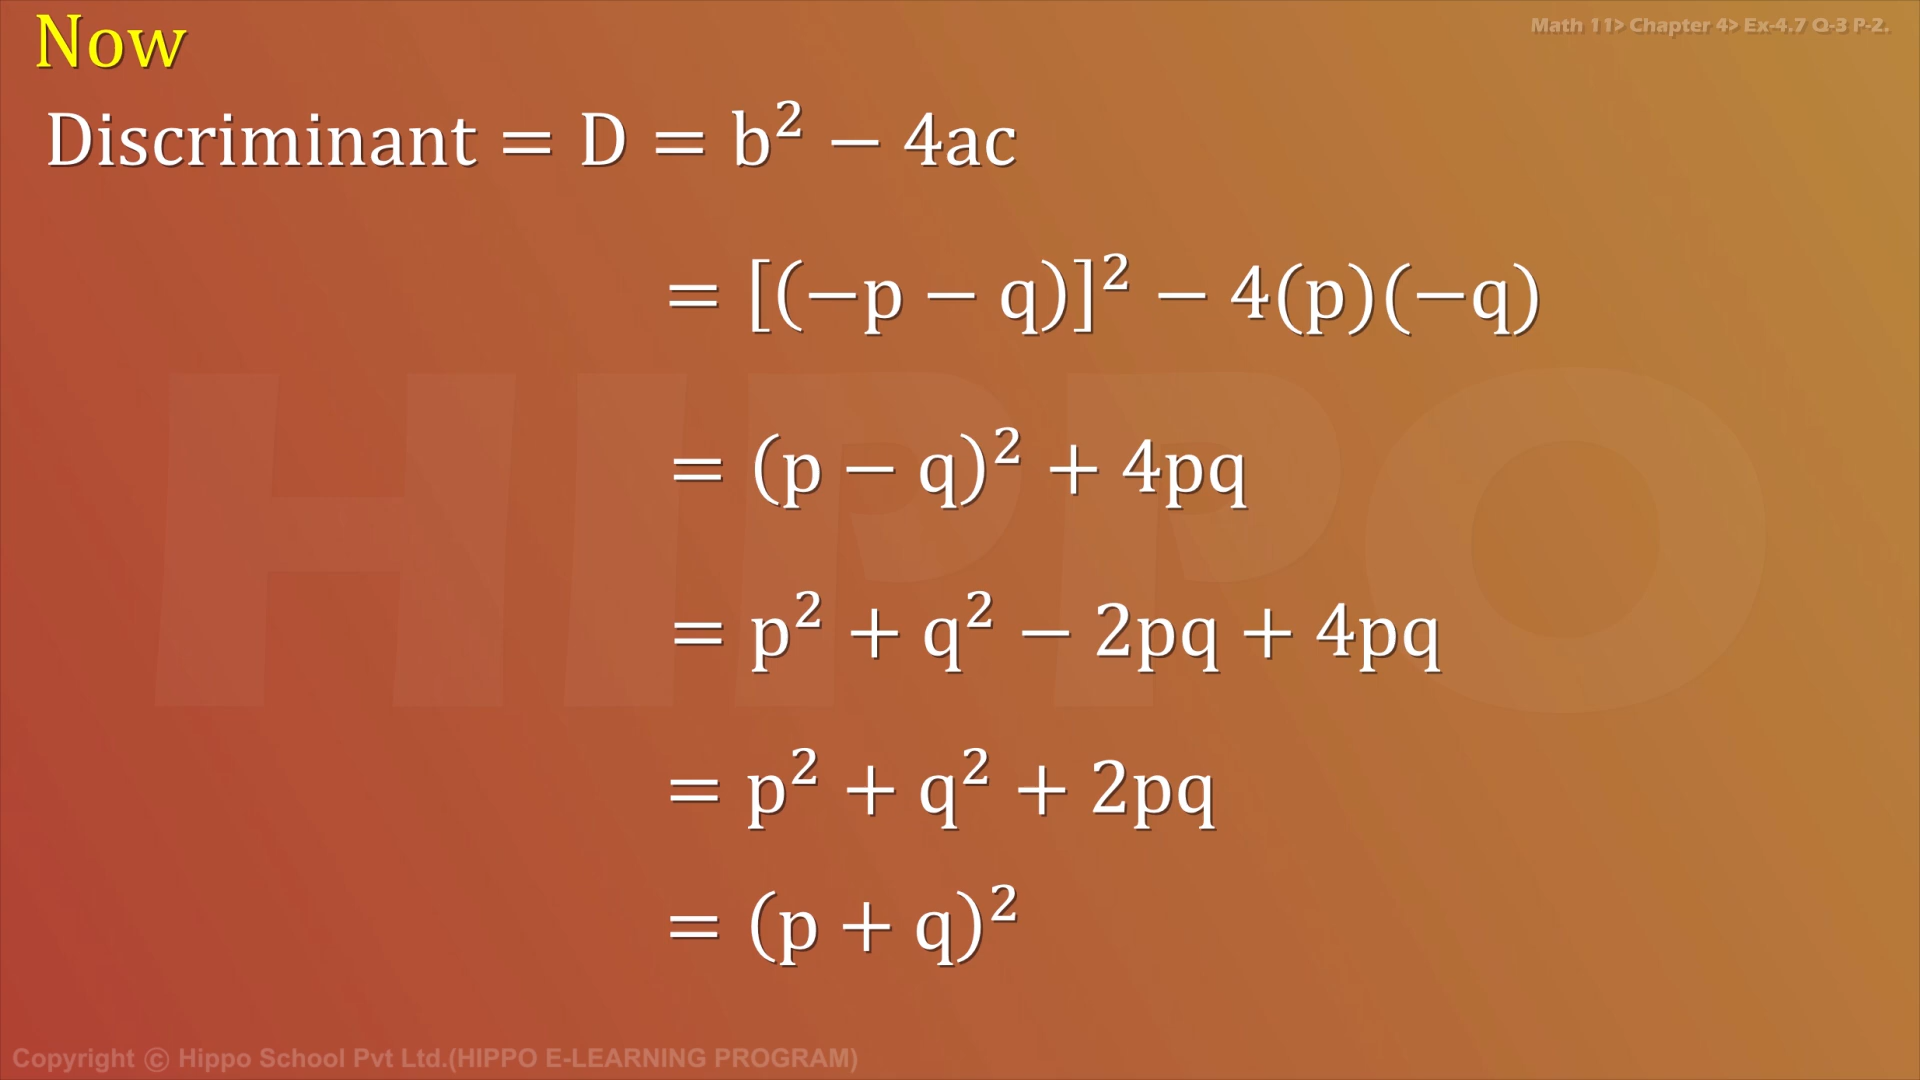 Now
Math 11> Chapter 4> Ex-4.7 Q-3 P-2.
Discriminant = D = b² − 4ac
= [(−p − q)]² − 4(p)(−q)
= (p − q)² + 4pq
= p² + q² − 2pq + 4pq
= p² + q² + 2pq
= (p + q)²
HIPPO
Copyright © Hippo School Pvt Ltd.(HIPPO E-LEARNING PROGRAM)